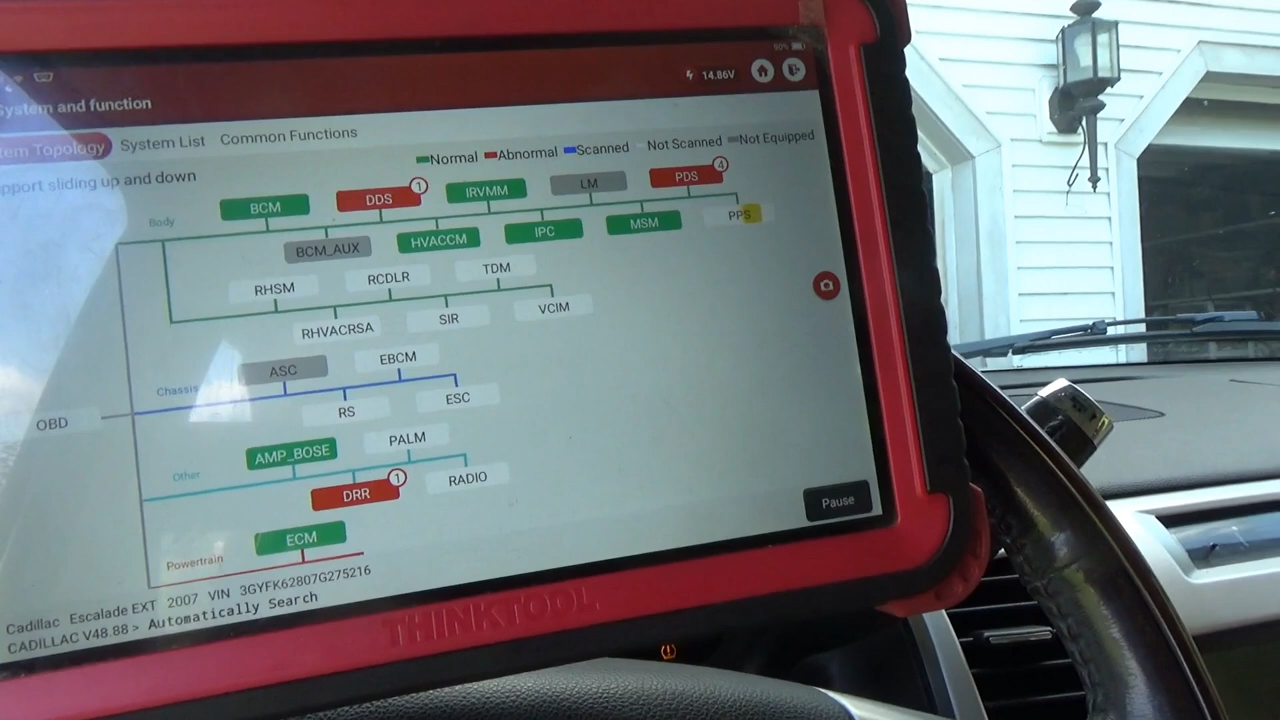 50%
14.86V
System and function
tem Topology System List Common Functions
Normal Abnormal Scanned Not Scanned Not Equipped
pport sliding up and down
Body
BCM
DDS
1
IRVMM
LM
PDS
4
BCM_AUX
HVACCM
IPC
MSM
PPS
RHSM
RCDLR
TDM
RHVACRSA
SIR
VCIM
Chassis
ASC
EBCM
RS
ESC
OBD
Other
AMP_BOSE
PALM
DRR
1
RADIO
Powertrain
ECM
Pause
Cadillac Escalade EXT 2007 VIN 3GYFK62807G275216
CADILLAC V48.88 > Automatically Search
THINKTOOL